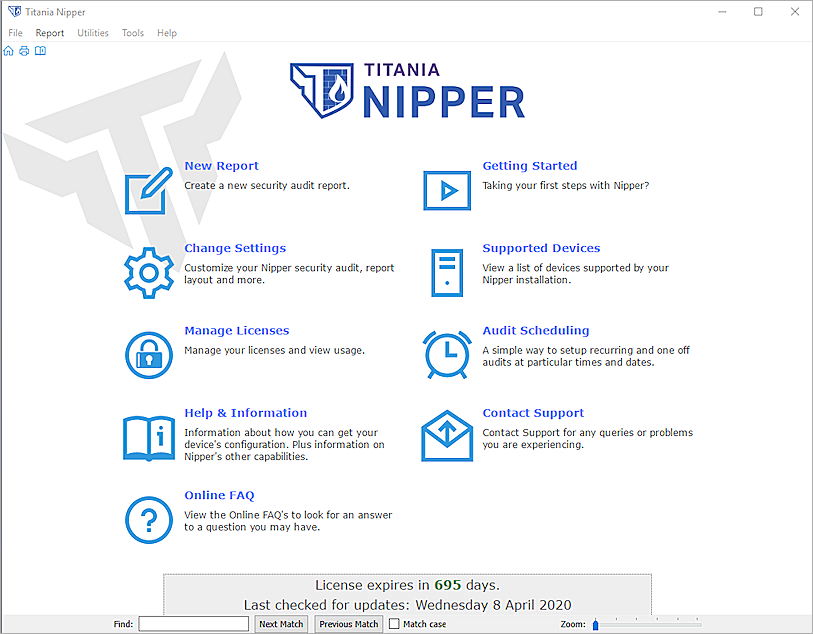 Titania Nipper
File Report Utilities Tools Help
TITANIA
NIPPER
New Report
Create a new security audit report.
Getting Started
Taking your first steps with Nipper?
Change Settings
Customize your Nipper security audit, report
layout and more.
Supported Devices
View a list of devices supported by your
Nipper installation.
Manage Licenses
Manage your licenses and view usage.
Audit Scheduling
A simple way to setup recurring and one off
audits at particular times and dates.
Help & Information
Information about how you can get your
device's configuration. Plus information on
Nipper's other capabilities.
Contact Support
Contact Support for any queries or problems
you are experiencing.
Online FAQ
View the Online FAQ's to look for an answer
to a question you may have.
License expires in 695 days.
Last checked for updates: Wednesday 8 April 2020
Find: Next Match Previous Match Match case Zoom: